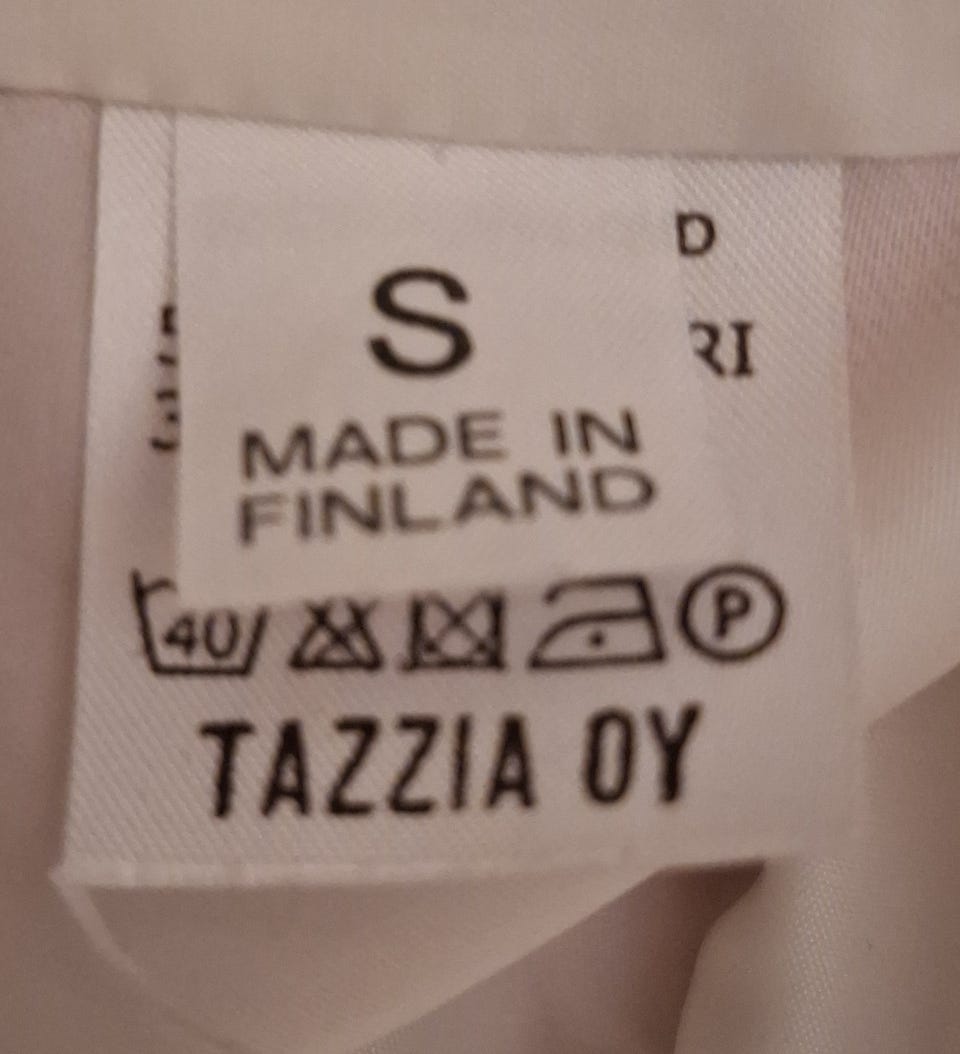 S
MADE IN
FINLAND
40
P
TAZZIA OY